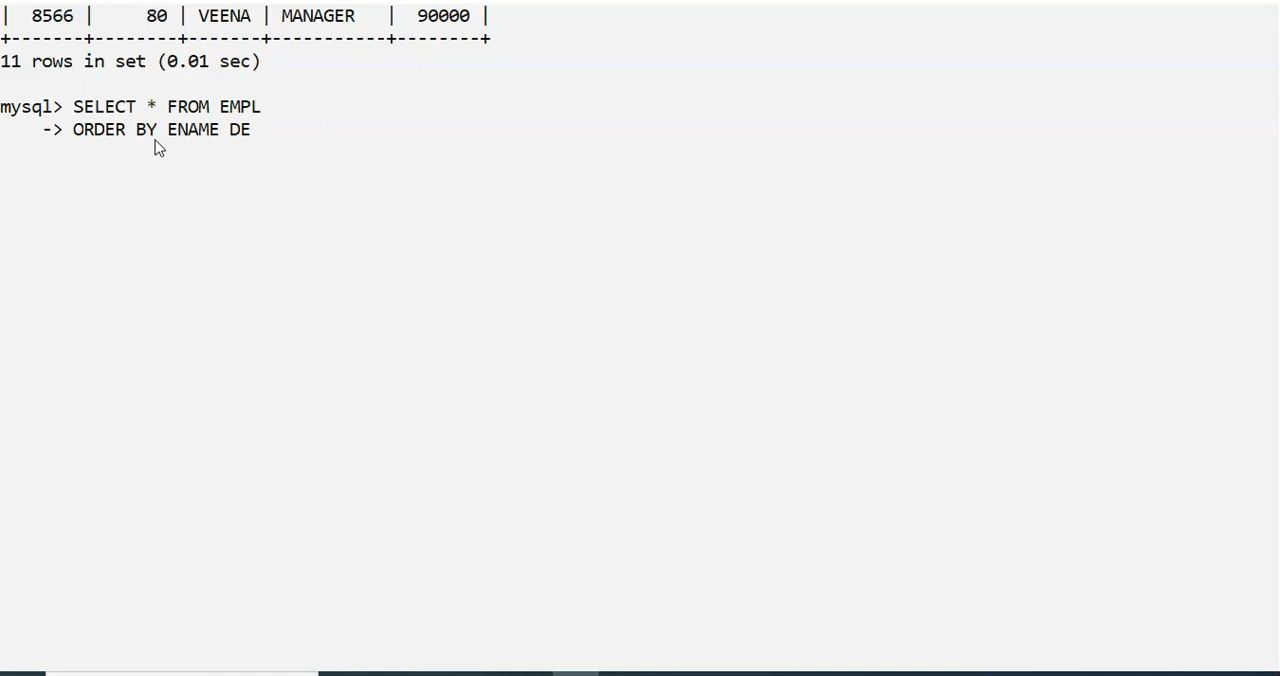 |  8566 |     80 | VEENA | MANAGER   |  90000 |
+-------+--------+-------+-----------+--------+
11 rows in set (0.01 sec)
mysql> SELECT * FROM EMPL
    -> ORDER BY ENAME DE